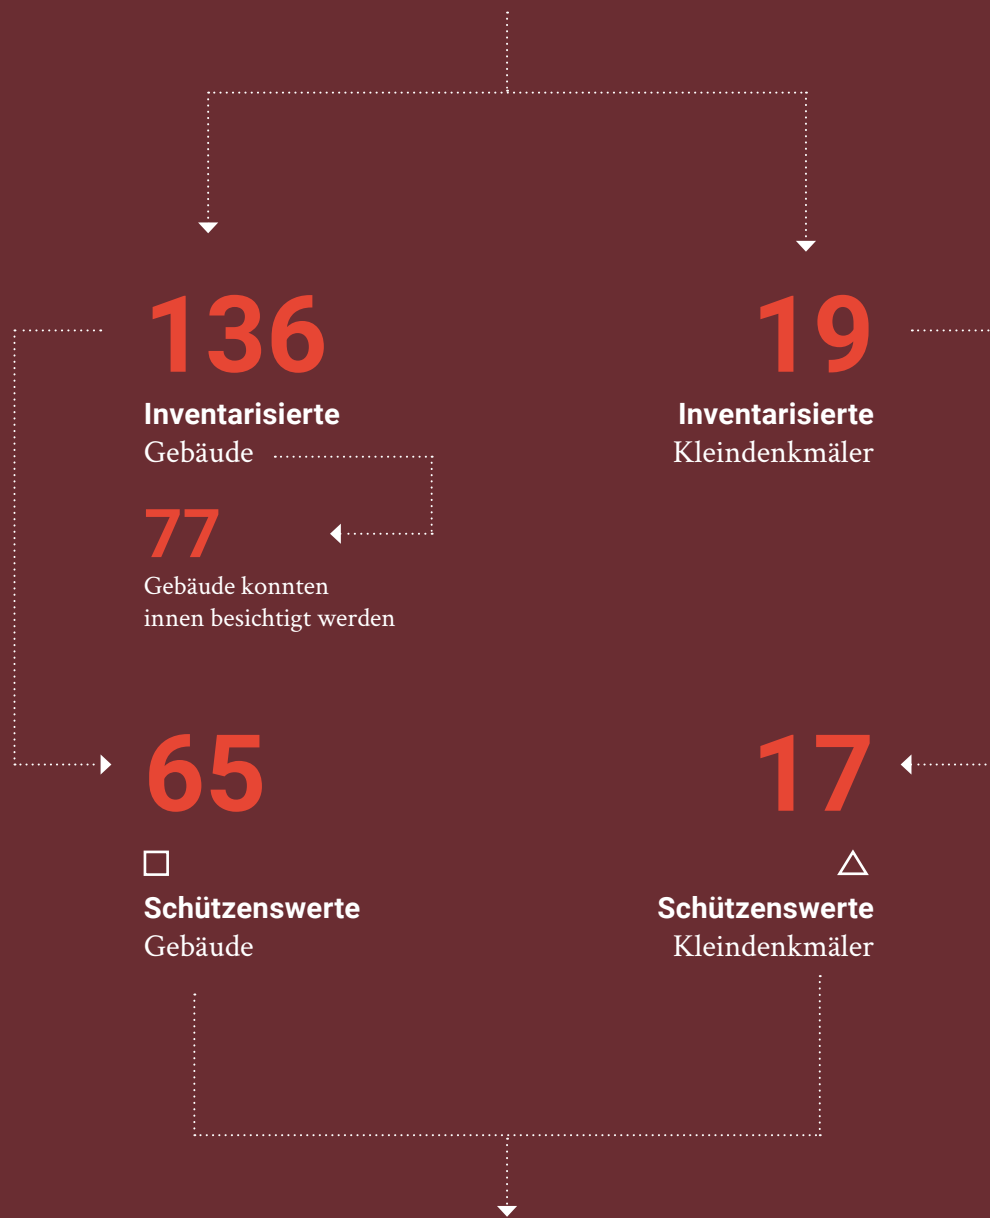 136
Inventarisierte
Gebäude
77
Gebäude konnten
innen besichtigt werden
19
Inventarisierte
Kleindenkmäler
65
Schützenswerte
Gebäude
17
Schützenswerte
Kleindenkmäler